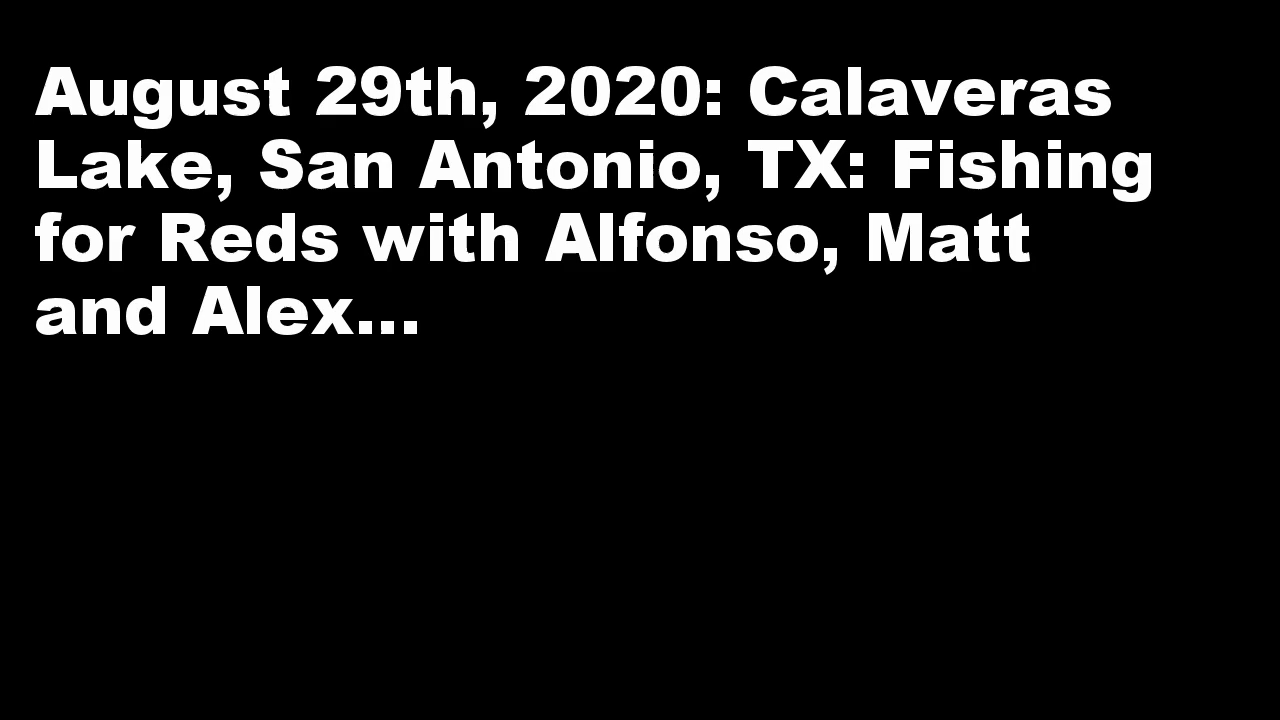 August 29th, 2020: Calaveras
Lake, San Antonio, TX: Fishing
for Reds with Alfonso, Matt
and Alex...